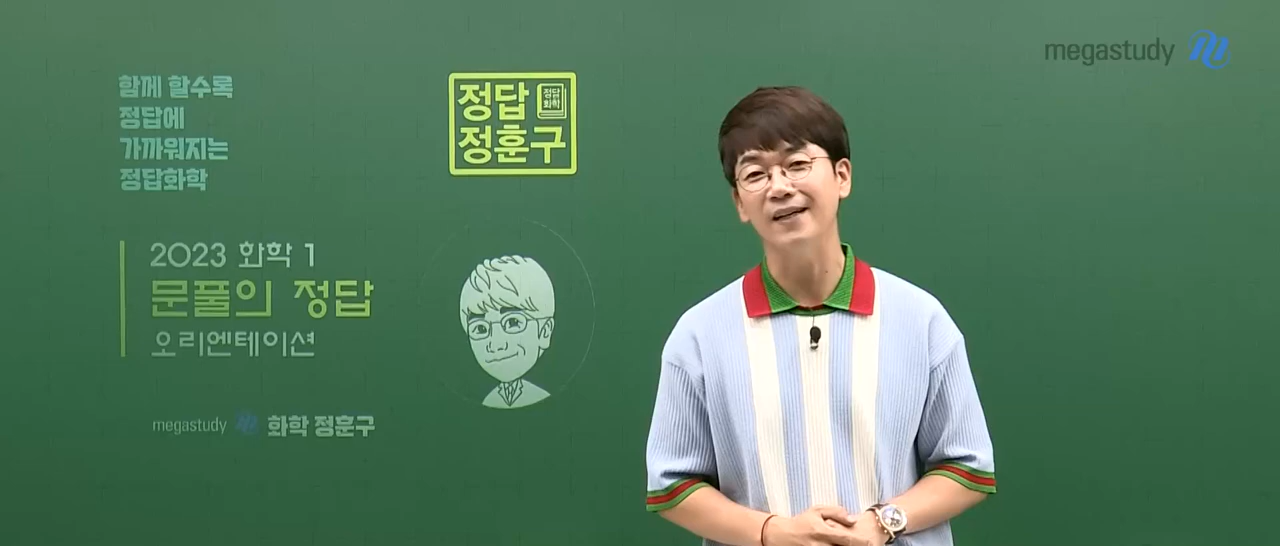 megastudy
함께 할수록
정답에
가까워지는
정답화학
정답
정답
화학
정훈구
2023 화학 1
문풀의 정답
오리엔테이션
megastudy 화학 정훈구